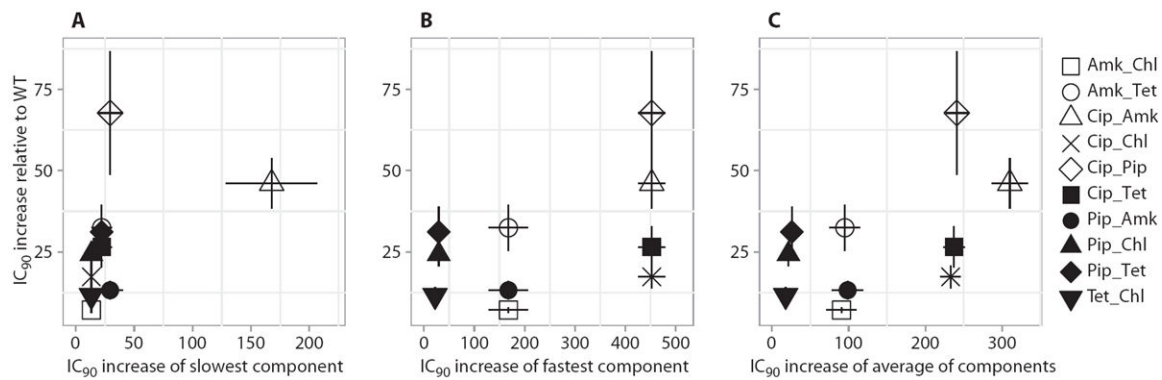 A
B
C
IC90 increase relative to WT
75
50
25
0 50 100 150 200
IC90 increase of slowest component
75
50
25
0 100 200 300 400 500
IC90 increase of fastest component
75
50
25
0 100 200 300
IC90 increase of average of components
Amk_Chl
Amk_Tet
Cip_Amk
Cip_Chl
Cip_Pip
Cip_Tet
Pip_Amk
Pip_Chl
Pip_Tet
Tet_Chl